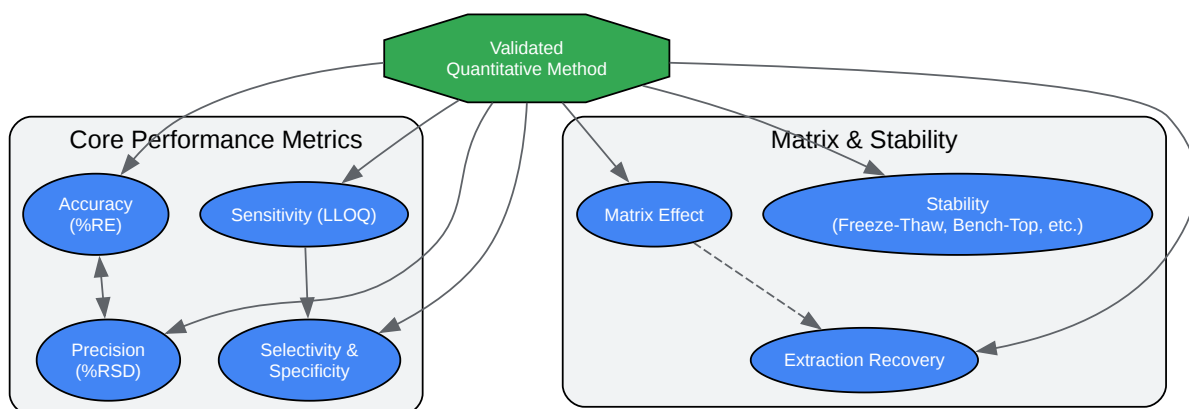 Validated
Quantitative Method
Core Performance Metrics
Matrix & Stability
Accuracy
(%RE)
Sensitivity (LLOQ)
Matrix Effect
Stability
(Freeze-Thaw, Bench-Top, etc.)
Precision
(%RSD)
Selectivity &
Specificity
Extraction Recovery